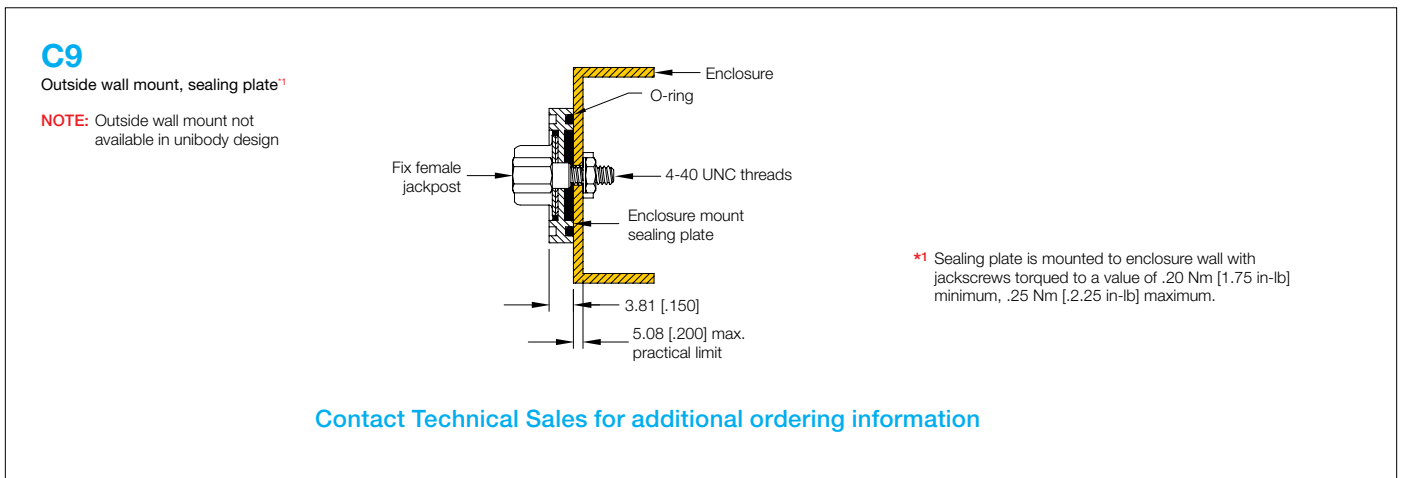 C9
Outside wall mount, sealing plate*1
NOTE: Outside wall mount not
available in unibody design
Enclosure
O-ring
Fix female
jackpost
4-40 UNC threads
Enclosure mount
sealing plate
*1 Sealing plate is mounted to enclosure wall with
jackscrews torqued to a value of .20 Nm [1.75 in-lb]
minimum, .25 Nm [.2.25 in-lb] maximum.
3.81 [.150]
5.08 [.200] max.
practical limit
Contact Technical Sales for additional ordering information